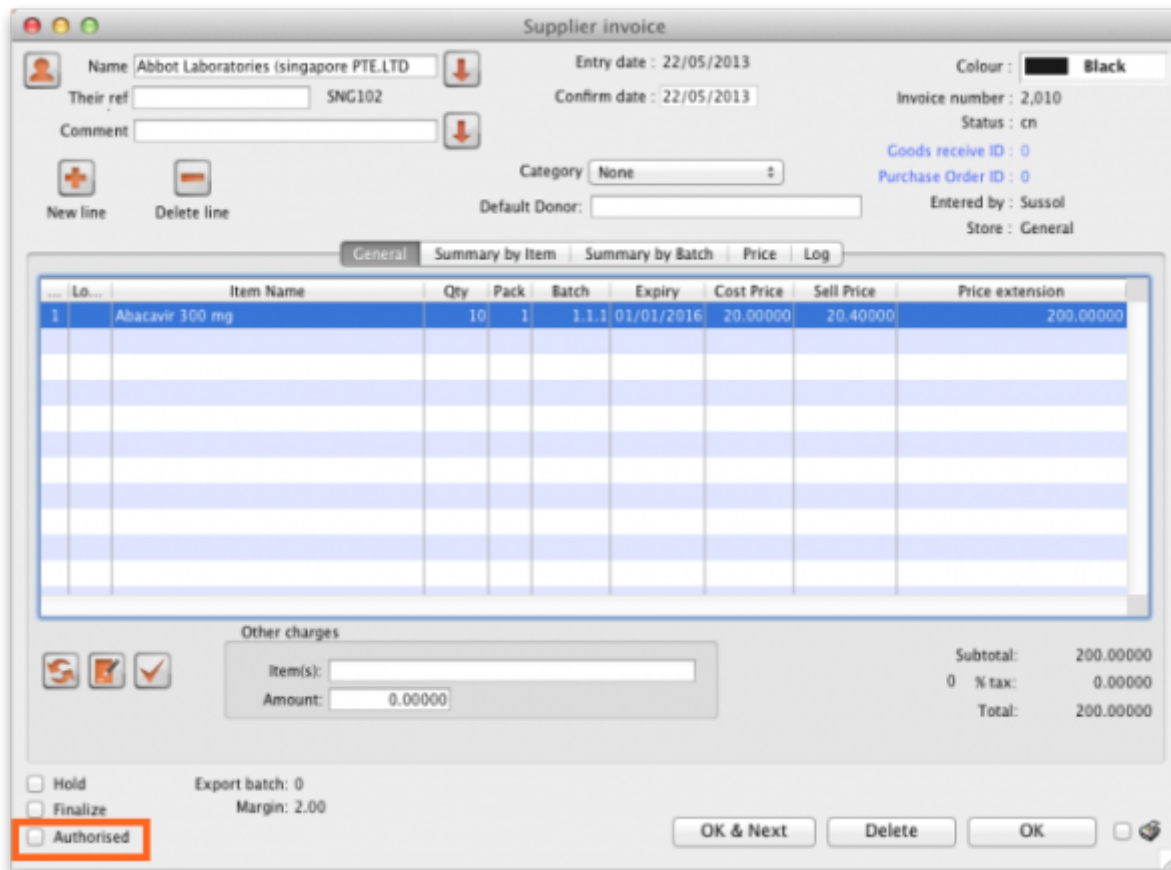 Supplier invoice
Name Abbot Laboratories (singapore PTE.LTD Entry date : 22/05/2013 Colour : Black
Their ref SNG102 Confirm date : 22/05/2013 Invoice number : 2,010
Comment Status : cn
Goods receive ID : 0
Category None Purchase Order ID : 0
New line Delete line Default Donor: Entered by : Sussol
Store : General
General Summary by Item Summary by Batch Price Log
... Lo... Item Name Qty Pack Batch Expiry Cost Price Sell Price Price extension
1 Abacavir 300 mg 10 1 1.1.1 01/01/2016 20.00000 20.40000 200.00000
Other charges
Item(s): Subtotal: 200.00000
Amount: 0.00000 0 % tax: 0.00000
Total: 200.00000
Hold Export batch: 0
Finalize Margin: 2.00
Authorised OK & Next Delete OK